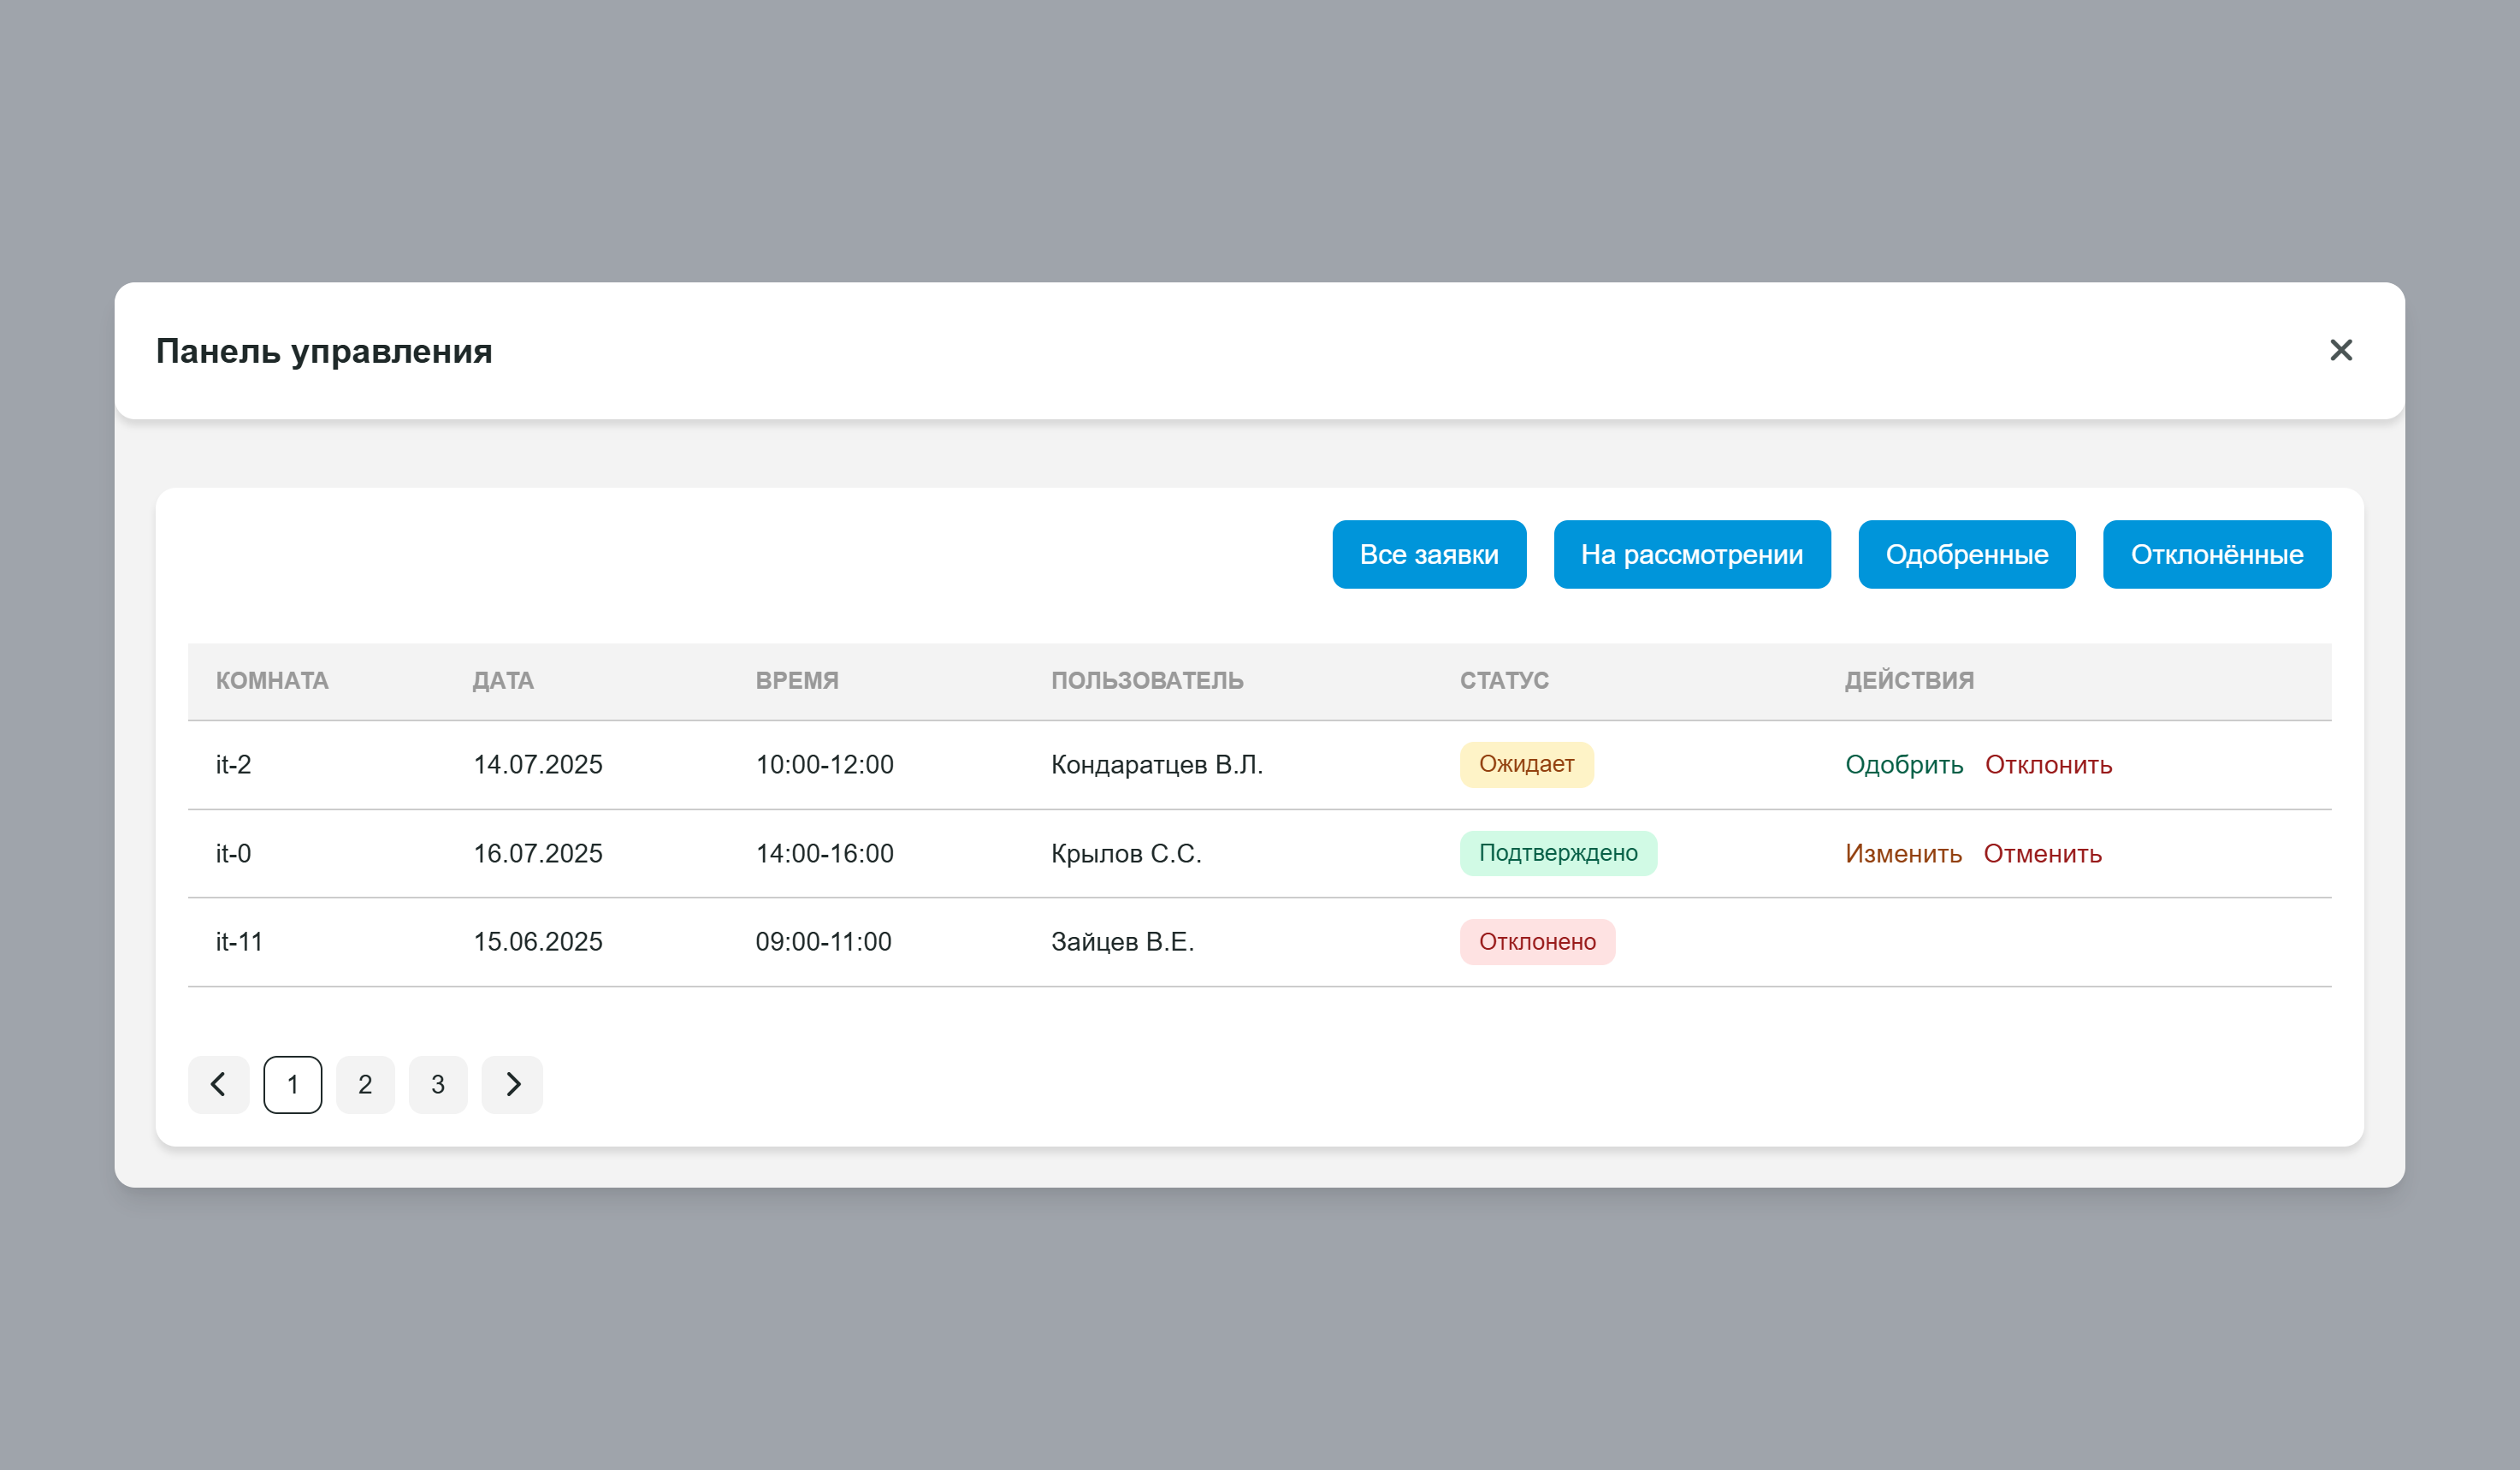 Панель управления
Все заявки На рассмотрении Одобренные Отклонённые
КОМНАТА ДАТА ВРЕМЯ ПОЛЬЗОВАТЕЛЬ СТАТУС ДЕЙСТВИЯ
it-2 14.07.2025 10:00-12:00 Кондаратцев В.Л. Ожидает Одобрить Отклонить
it-0 16.07.2025 14:00-16:00 Крылов С.С. Подтверждено Изменить Отменить
it-11 15.06.2025 09:00-11:00 Зайцев В.Е. Отклонено
1 2 3